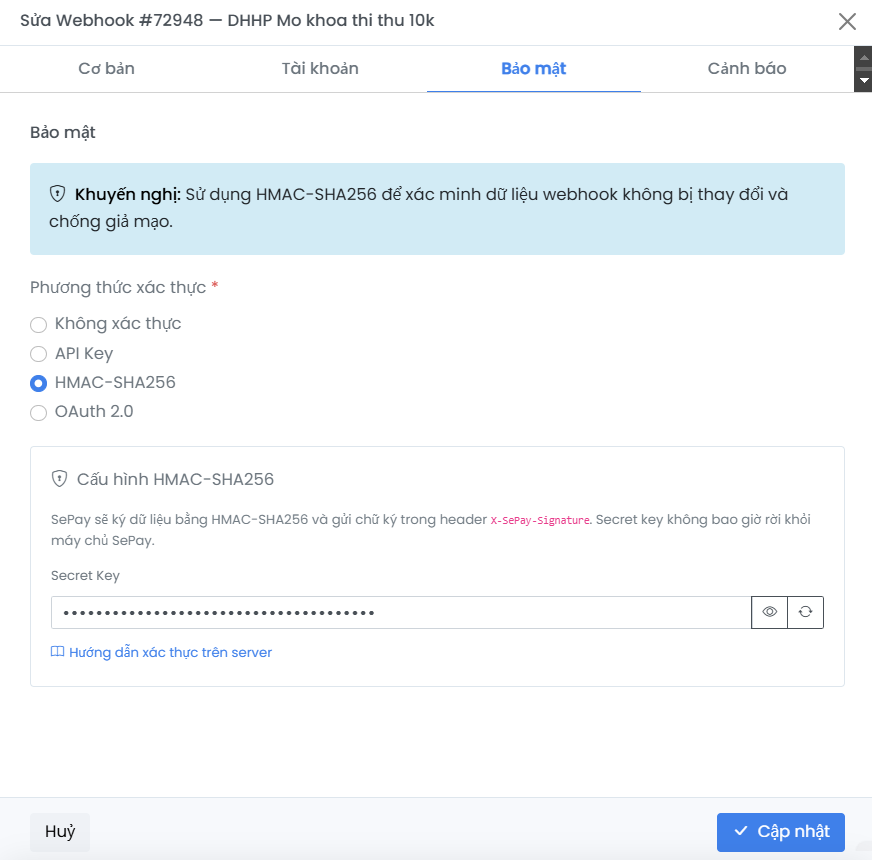 Sửa Webhook #72948 — DHHP Mo khoa thi thu 10k
Cơ bản
Tài khoản
Bảo mật
Cảnh báo
Bảo mật
Khuyến nghị: Sử dụng HMAC-SHA256 để xác minh dữ liệu webhook không bị thay đổi và
chống giả mạo.
Phương thức xác thực *
Không xác thực
API Key
HMAC-SHA256
OAuth 2.0
Cấu hình HMAC-SHA256
SePay sẽ ký dữ liệu bằng HMAC-SHA256 và gửi chữ ký trong header X-SePay-Signature. Secret key không bao giờ rời khỏi
máy chủ SePay.
Secret Key
Hướng dẫn xác thực trên server
Huỷ
Cập nhật